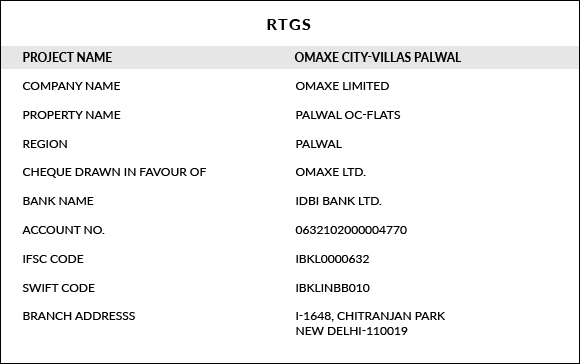 RTGS
PROJECT NAME OMAXE CITY-VILLAS PALWAL
COMPANY NAME OMAXE LIMITED
PROPERTY NAME PALWAL OC-FLATS
REGION PALWAL
CHEQUE DRAWN IN FAVOUR OF OMAXE LTD.
BANK NAME IDBI BANK LTD.
ACCOUNT NO. 0632102000004770
IFSC CODE IBKL0000632
SWIFT CODE IBKLINBB010
BRANCH ADDRESSS I-1648, CHITRANJAN PARK
NEW DELHI-110019